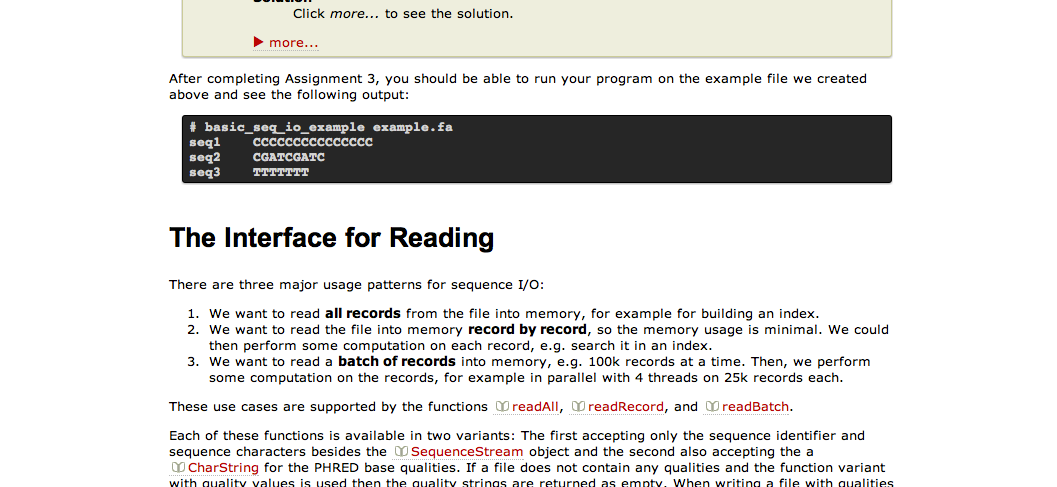 Solution
Click more... to see the solution.
more...
After completing Assignment 3, you should be able to run your program on the example file we created
above and see the following output:
# basic_seq_io_example example.fa
seq1    CCCCCCCCCCCCCCC
seq2    CGATCGATC
seq3    TTTTTTT
The Interface for Reading
There are three major usage patterns for sequence I/O:
1. We want to read all records from the file into memory, for example for building an index.
2. We want to read the file into memory record by record, so the memory usage is minimal. We could
then perform some computation on each record, e.g. search it in an index.
3. We want to read a batch of records into memory, e.g. 100k records at a time. Then, we perform
some computation on the records, for example in parallel with 4 threads on 25k records each.
These use cases are supported by the functions readAll, readRecord, and readBatch.
Each of these functions is available in two variants: The first accepting only the sequence identifier and
sequence characters besides the SequenceStream object and the second also accepting the a
CharString for the PHRED base qualities. If a file does not contain any qualities and the function variant
with quality values is used then the quality strings are returned as empty. When writing a file with qualities